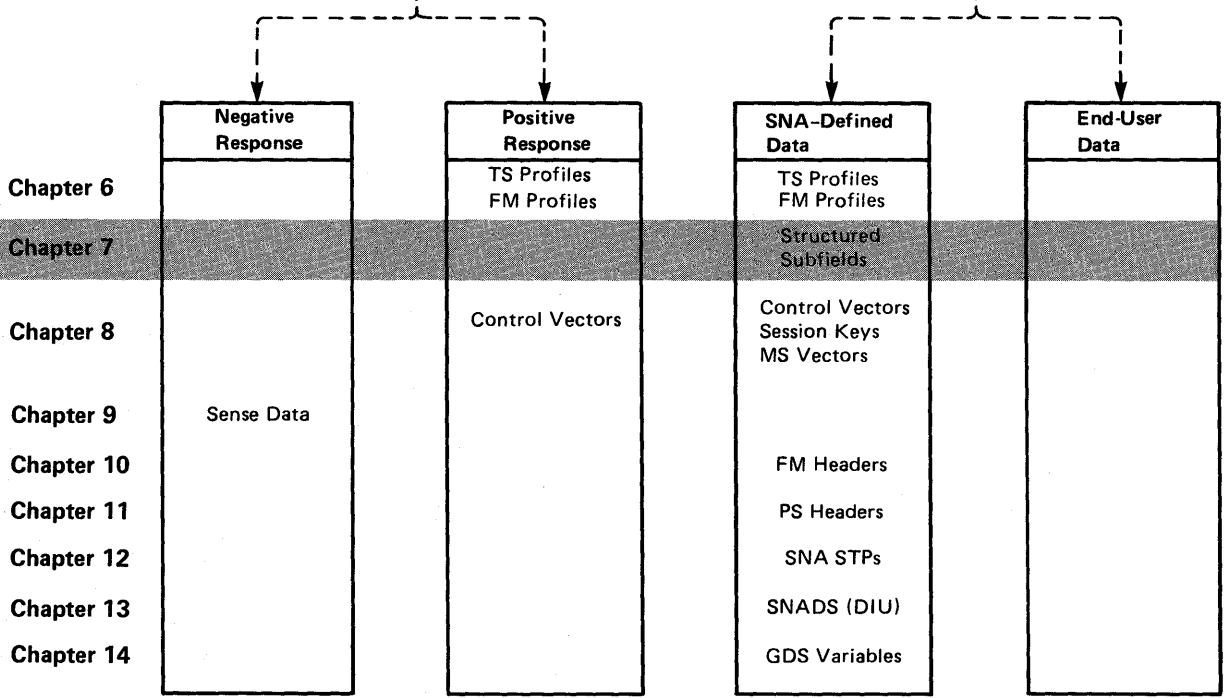 Negative
Response
Positive
Response
SNA-Defined
Data
End-User
Data
Chapter 6
TS Profiles
FM Profiles
TS Profiles
FM Profiles
Chapter 7
Structured
Subfields
Chapter 8
Control Vectors
Control Vectors
Session Keys
MS Vectors
Chapter 9
Sense Data
Chapter 10
FM Headers
Chapter 11
PS Headers
Chapter 12
SNA STPs
Chapter 13
SNADS (DIU)
Chapter 14
GDS Variables